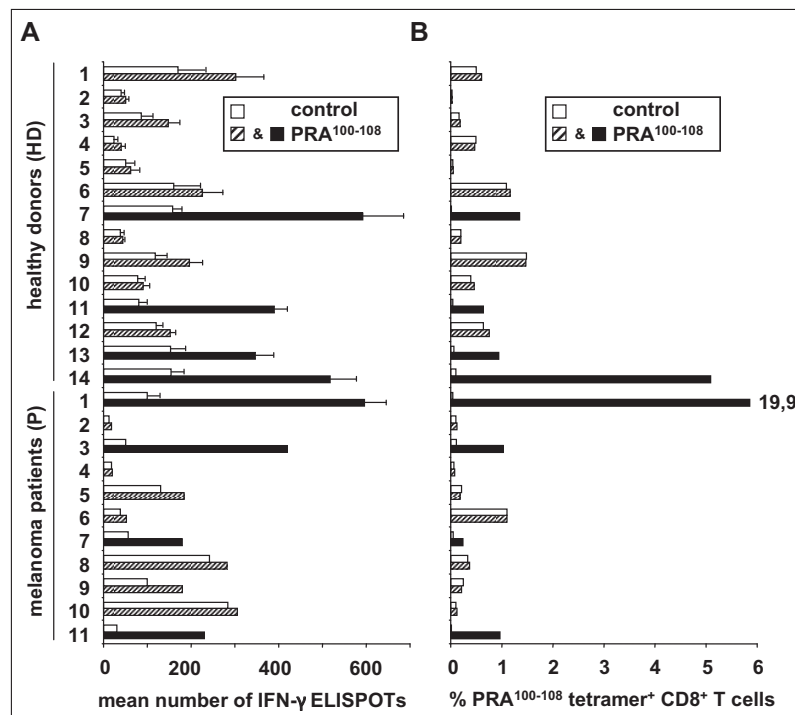 A
B
healthy donors (HD)
melanoma patients (P)
1
2
3
4
5
6
7
8
9
10
11
12
13
14
1
2
3
4
5
6
7
8
9
10
11
control
& PRA¹⁰⁰⁻¹⁰⁸
control
& PRA¹⁰⁰⁻¹⁰⁸
19,9
0 200 400 600
0 1 2 3 4 5 6
mean number of IFN-γ ELISPOTs
% PRA¹⁰⁰⁻¹⁰⁸ tetramer⁺ CD8⁺ T cells